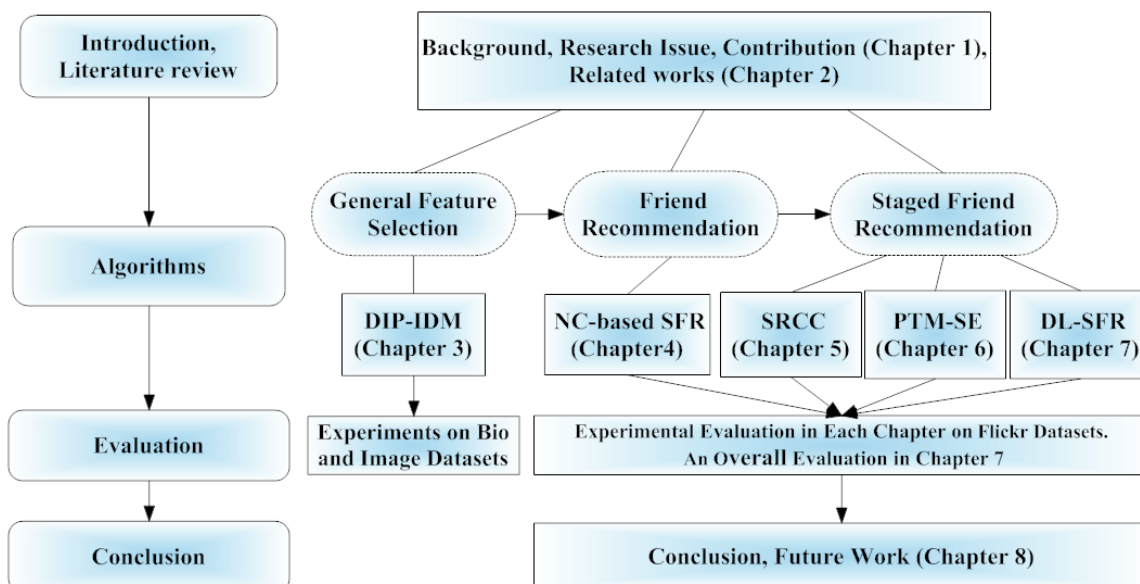 Introduction,
Literature review
Background, Research Issue, Contribution (Chapter 1),
Related works (Chapter 2)
General Feature
Selection
Friend
Recommendation
Staged Friend
Recommendation
Algorithms
DIP-IDM
(Chapter 3)
NC-based SFR
(Chapter4)
SRCC
(Chapter 5)
PTM-SE
(Chapter 6)
DL-SFR
(Chapter 7)
Evaluation
Experiments on Bio
and Image Datasets
Experimental Evaluation in Each Chapter on Flickr Datasets.
An Overall Evaluation in Chapter 7
Conclusion
Conclusion, Future Work (Chapter 8)